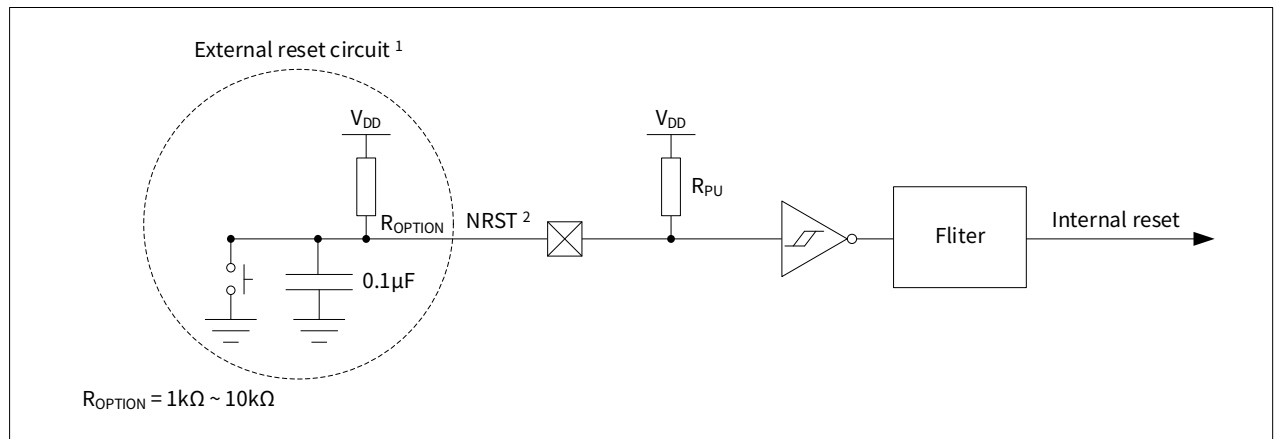 External reset circuit 1
VDD
VDD
RPU
ROPTION
NRST 2
Fliter
Internal reset
0.1µF
ROPTION = 1kΩ ~ 10kΩ